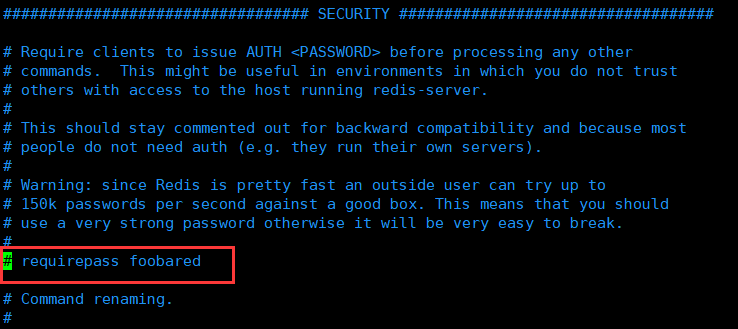 ################################## SECURITY ###################################

# Require clients to issue AUTH <PASSWORD> before processing any other
# commands.  This might be useful in environments in which you do not trust
# others with access to the host running redis-server.
#
# This should stay commented out for backward compatibility and because most
# people do not need auth (e.g. they run their own servers).
#
# Warning: since Redis is pretty fast an outside user can try up to
# 150k passwords per second against a good box. This means that you should
# use a very strong password otherwise it will be very easy to break.
#
# requirepass foobared

# Command renaming.
#